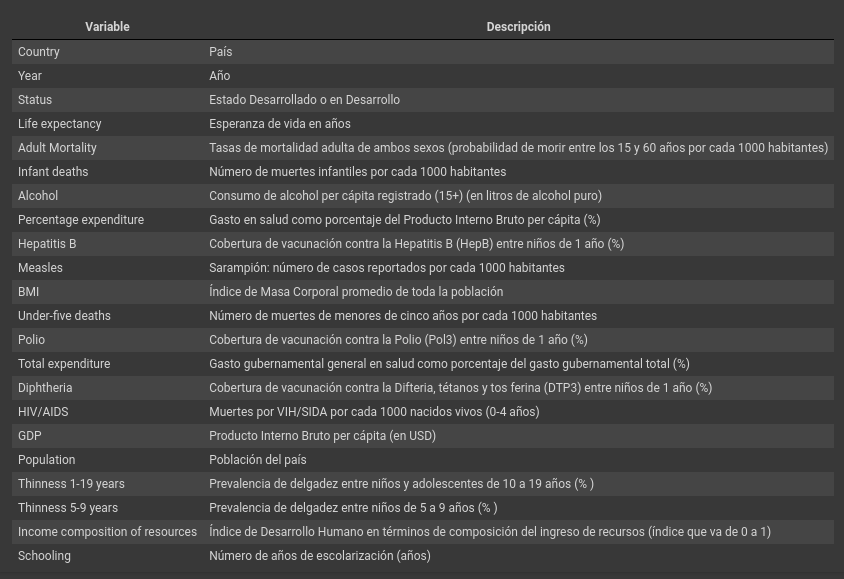 Variable Descripción
Country País
Year Año
Status Estado Desarrollado o en Desarrollo
Life expectancy Esperanza de vida en años
Adult Mortality Tasas de mortalidad adulta de ambos sexos (probabilidad de morir entre los 15 y 60 años por cada 1000 habitantes)
Infant deaths Número de muertes infantiles por cada 1000 habitantes
Alcohol Consumo de alcohol per cápita registrado (15+) (en litros de alcohol puro)
Percentage expenditure Gasto en salud como porcentaje del Producto Interno Bruto per cápita (%)
Hepatitis B Cobertura de vacunación contra la Hepatitis B (HepB) entre niños de 1 año (%)
Measles Sarampión: número de casos reportados por cada 1000 habitantes
BMI Índice de Masa Corporal promedio de toda la población
Under-five deaths Número de muertes de menores de cinco años por cada 1000 habitantes
Polio Cobertura de vacunación contra la Polio (Pol3) entre niños de 1 año (%)
Total expenditure Gasto gubernamental general en salud como porcentaje del gasto gubernamental total (%)
Diphtheria Cobertura de vacunación contra la Difteria, tétanos y tos ferina (DTP3) entre niños de 1 año (%)
HIV/AIDS Muertes por VIH/SIDA por cada 1000 nacidos vivos (0-4 años)
GDP Producto Interno Bruto per cápita (en USD)
Population Población del país
Thinness 1-19 years Prevalencia de delgadez entre niños y adolescentes de 10 a 19 años (% )
Thinness 5-9 years Prevalencia de delgadez entre niños de 5 a 9 años (% )
Income composition of resources Índice de Desarrollo Humano en términos de composición del ingreso de recursos (índice que va de 0 a 1)
Schooling Número de años de escolarización (años)